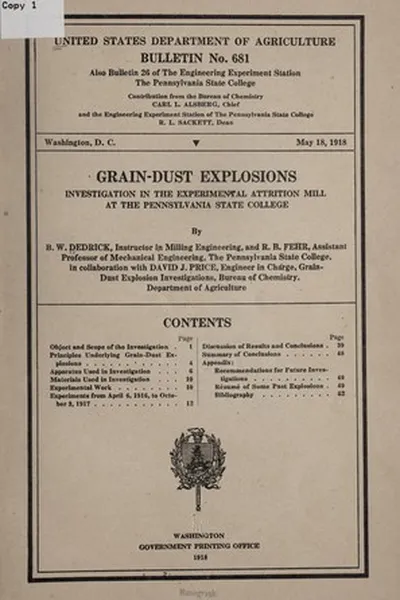 Copy 1
UNITED STATES DEPARTMENT OF AGRICULTURE
BULLETIN No. 681
Also Bulletin 26 of The Engineering Experiment Station
The Pennsylvania State College
Contribution from the Bureau of Chemistry
CARL L. ALSBERG, Chief
and the Engineering Experiment Station of The Pennsylvania State College
R. L. SACKETT, Dean
Washington, D. C. ▼ May 18, 1918
GRAIN-DUST EXPLOSIONS
INVESTIGATION IN THE EXPERIMENTAL ATTRITION MILL
AT THE PENNSYLVANIA STATE COLLEGE
By
B. W. DEDRICK, Instructor in Milling Engineering, and R. B. FEHR, Assistant
Professor of Mechanical Engineering, The Pennsylvania State College,
in collaboration with DAVID J. PRICE, Engineer in Charge, Grain-
Dust Explosion Investigations, Bureau of Chemistry,
Department of Agriculture
CONTENTS
Page
Object and Scope of the Investigation . 1
Principles Underlying Grain-Dust Ex-
plosions . . . . . . . . . . . . 4
Apparatus Used in Investigation . . 6
Materials Used in Investigation . . . 10
Experimental Work . . . . . . . . 10
Experiments from April 6, 1916, to Octo-
ber 3, 1917 . . . . . . . . . . . 12
Page
Discussion of Results and Conclusions . 39
Summary of Conclusions . . . . . . 48
Appendix:
Recommendations for Future Inves-
tigations . . . . . . . . . . 49
Résumé of Some Past Explosions . 49
Bibliography . . . . . . . . . 52
WASHINGTON
GOVERNMENT PRINTING OFFICE
1918